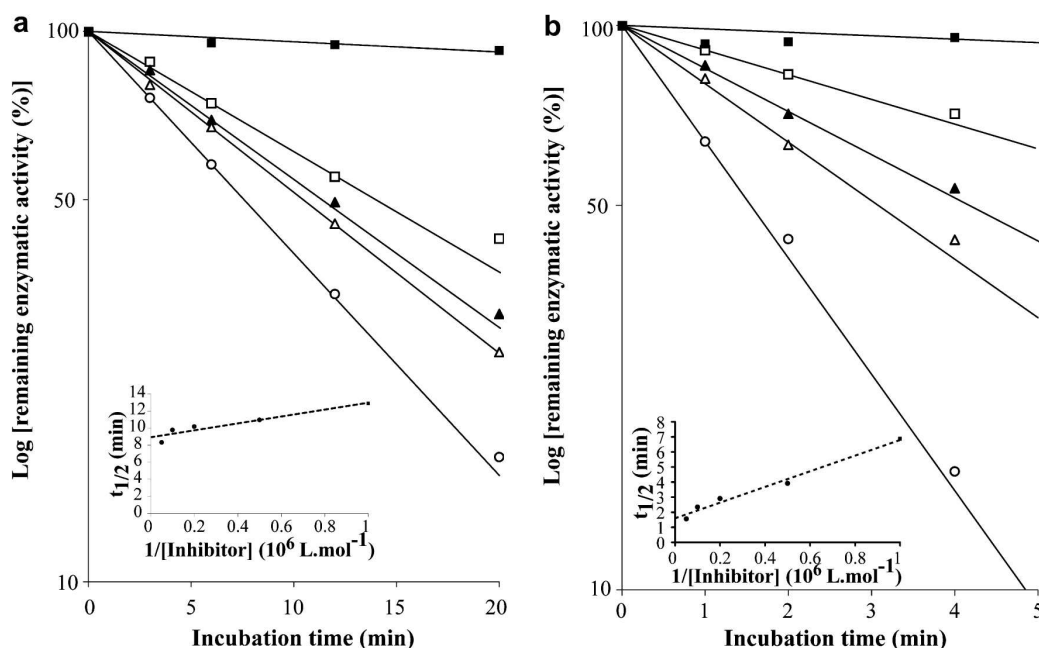 a
Log [remaining enzymatic activity (%)]
100
50
10
0 5 10 15 20
Incubation time (min)
t1/2 (min)
14
12
10
8
6
4
2
0
0 0.2 0.4 0.6 0.8 1
1/[Inhibitor] (10⁶ L.mol⁻¹)
b
Log [remaining enzymatic activity (%)]
100
50
10
0 1 2 3 4 5
Incubation time (min)
t1/2 (min)
8
7
6
5
4
3
2
1
0
0 0.2 0.4 0.6 0.8 1
1/[Inhibitor] (10⁶ L.mol⁻¹)